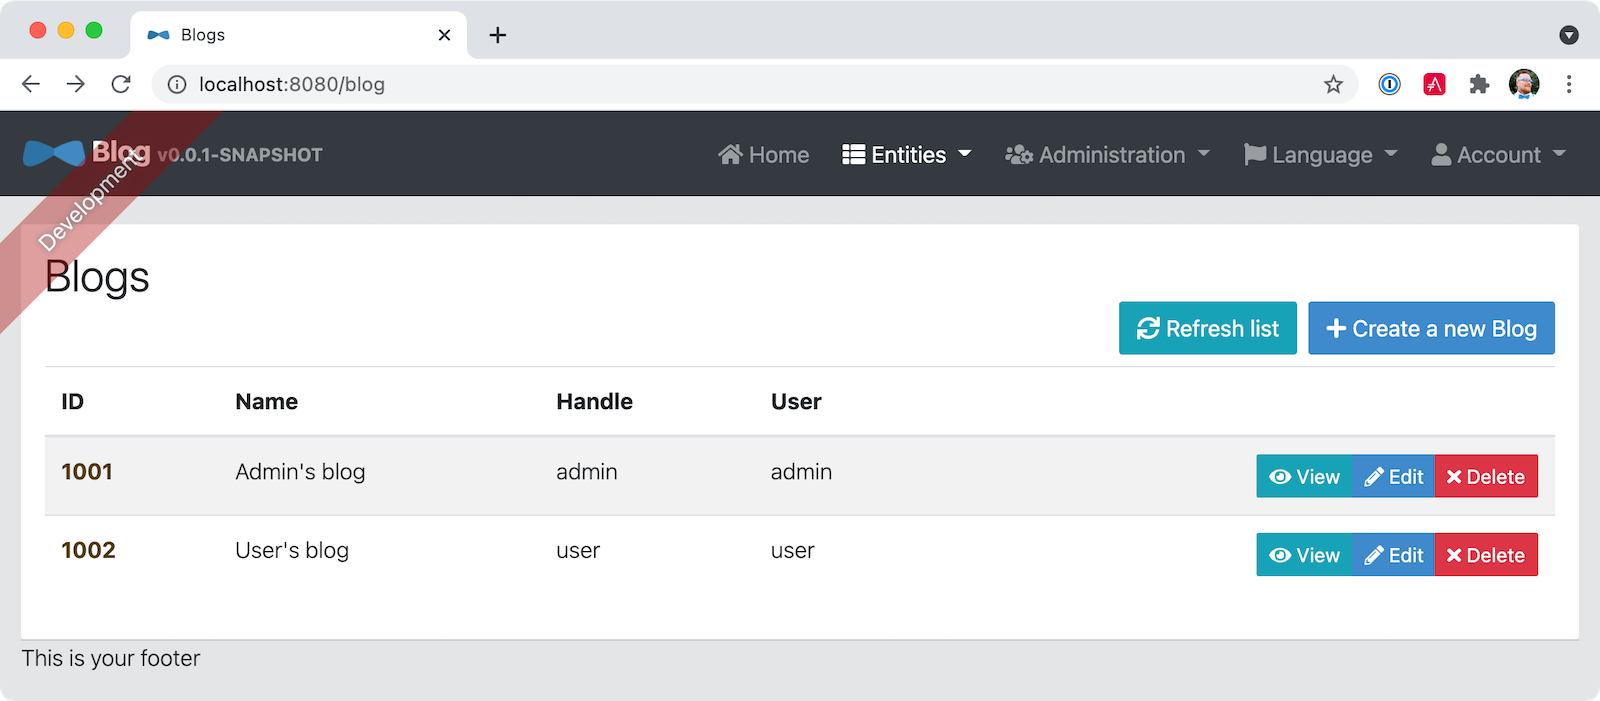 Blogs
localhost:8080/blog
Blog v0.0.1-SNAPSHOT
Home Entities Administration Language Account
Development
Blogs
Refresh list Create a new Blog
ID Name Handle User
1001 Admin's blog admin admin View Edit Delete
1002 User's blog user user View Edit Delete
This is your footer